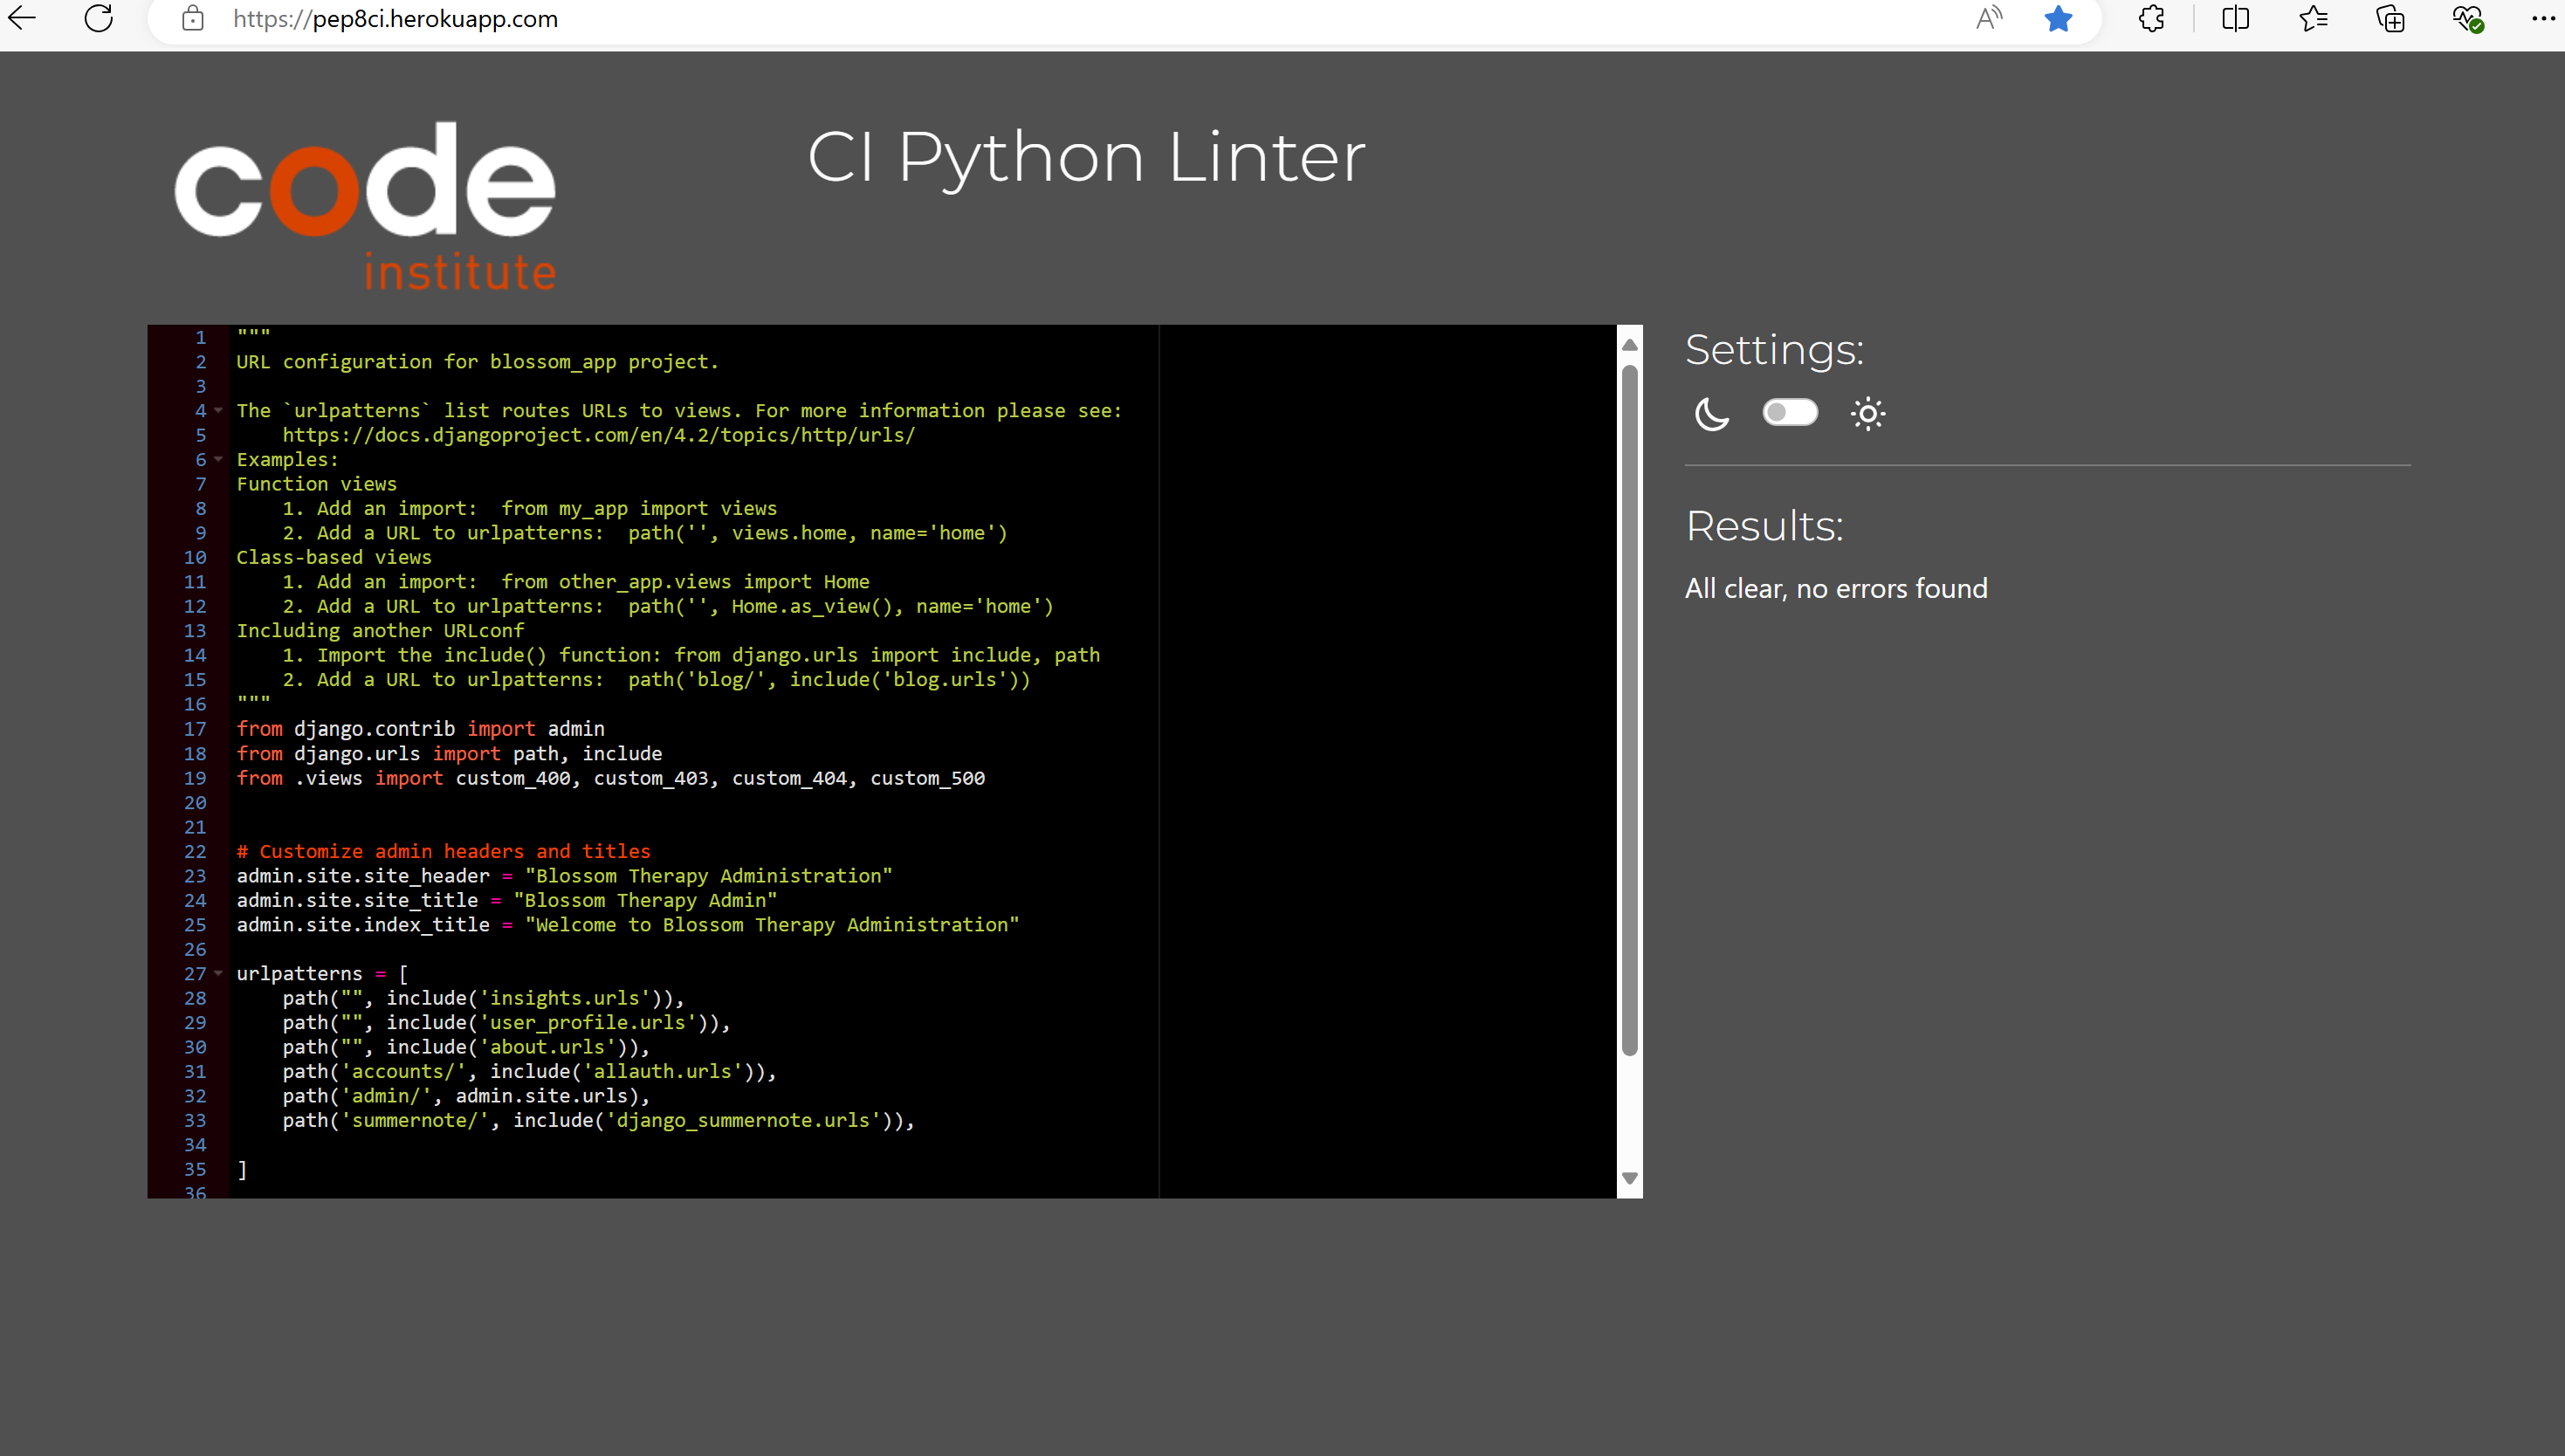 https://pep8ci.herokuapp.com
code
institute
CI Python Linter
1 """
2 URL configuration for blossom_app project.
3
4 The `urlpatterns` list routes URLs to views. For more information please see:
5     https://docs.djangoproject.com/en/4.2/topics/http/urls/
6 Examples:
7 Function views
8     1. Add an import:  from my_app import views
9     2. Add a URL to urlpatterns:  path('', views.home, name='home')
10 Class-based views
11     1. Add an import:  from other_app.views import Home
12     2. Add a URL to urlpatterns:  path('', Home.as_view(), name='home')
13 Including another URLconf
14     1. Import the include() function: from django.urls import include, path
15     2. Add a URL to urlpatterns:  path('blog/', include('blog.urls'))
16 """
17 from django.contrib import admin
18 from django.urls import path, include
19 from .views import custom_400, custom_403, custom_404, custom_500
20
21
22 # Customize admin headers and titles
23 admin.site.site_header = "Blossom Therapy Administration"
24 admin.site.site_title = "Blossom Therapy Admin"
25 admin.site.index_title = "Welcome to Blossom Therapy Administration"
26
27 urlpatterns = [
28     path("", include('insights.urls')),
29     path("", include('user_profile.urls')),
30     path("", include('about.urls')),
31     path('accounts/', include('allauth.urls')),
32     path('admin/', admin.site.urls),
33     path('summernote/', include('django_summernote.urls')),
34
35 ]
36
Settings:
Results:
All clear, no errors found